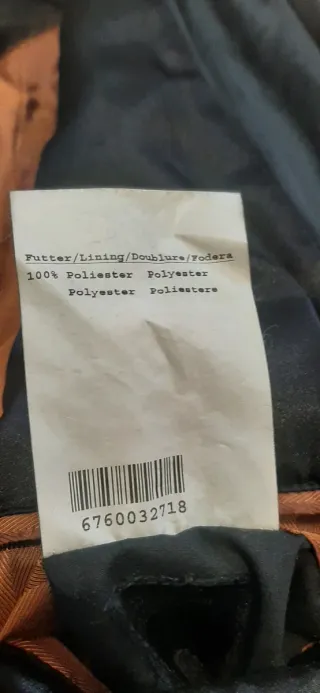 Futter/Lining/Doublure/Fodera
100% Poliester Polyester
Polyester Poliestere
6760032718